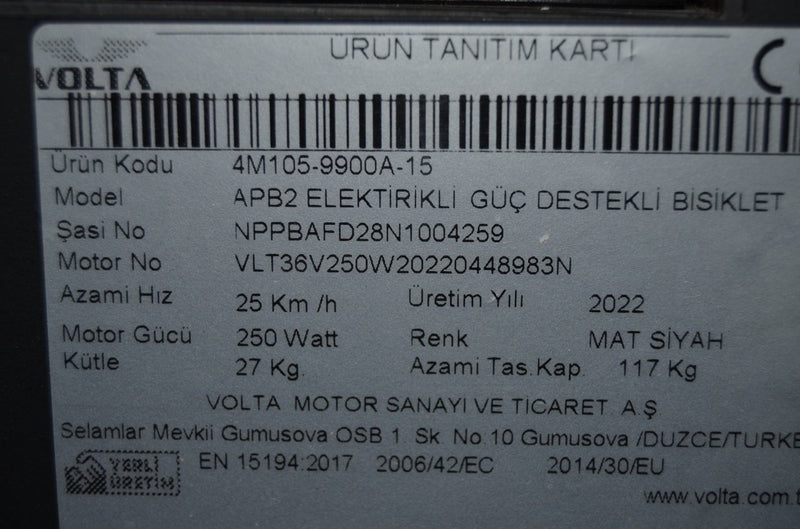 ÜRÜN TANITIM KARTI
VOLTA
Ürün Kodu 4M105-9900A-15
Model APB2 ELEKTİRİKLİ GÜÇ DESTEKLİ BİSİKLET
Şasi No NPPBAFD28N1004259
Motor No VLT36V250W20220448983N
Azami Hız 25 Km /h Üretim Yılı 2022
Motor Gücü 250 Watt Renk MAT SİYAH
Kütle 27 Kg. Azami Tas.Kap. 117 Kg
VOLTA MOTOR SANAYİ VE TİCARET A.Ş
Selamlar Mevkii Gumusova OSB 1. Sk. No.10 Gumusova /DUZCE/TURKE
YERLİ ÜRETİM EN 15194:2017 2006/42/EC 2014/30/EU
www.volta.com.t